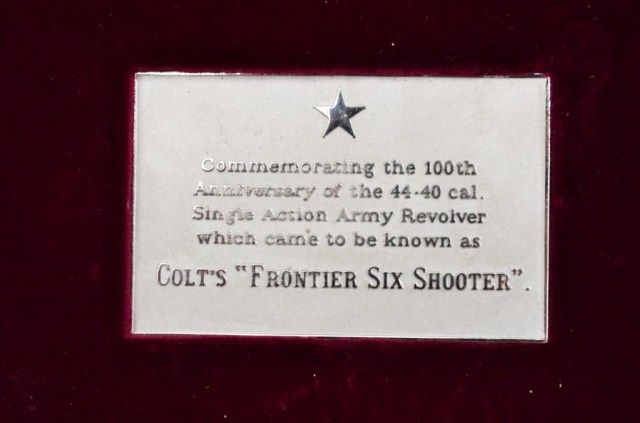 Commemorating the 100th
Anniversary of the 44-40 cal.
Single Action Army Revolver
which came to be known as
COLT'S "FRONTIER SIX SHOOTER".